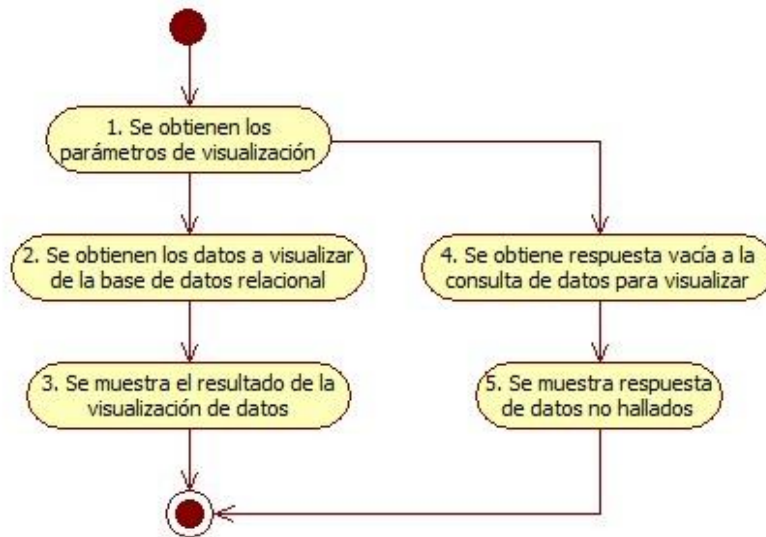 1. Se obtienen los
parámetros de visualización
2. Se obtienen los datos a visualizar
de la base de datos relacional
4. Se obtiene respuesta vacía a la
consulta de datos para visualizar
3. Se muestra el resultado de la
visualización de datos
5. Se muestra respuesta
de datos no hallados